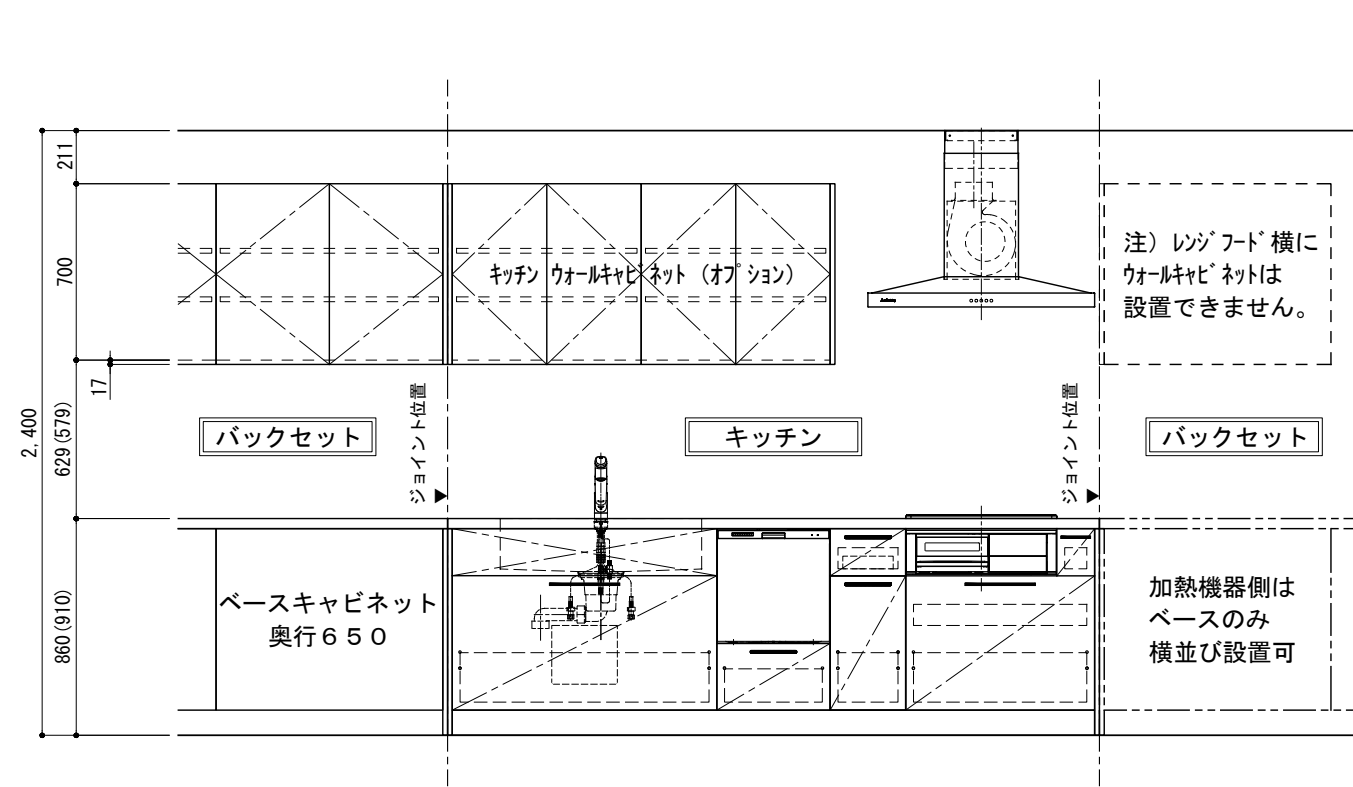 211
700
17
2,400
629(579)
860(910)
キッチン ウォールキャビネット (オプション)
注) レンジフード横に
ウォールキャビネットは
設置できません。
ジョイント位置
ジョイント位置
バックセット
キッチン
バックセット
ベースキャビネット
奥行650
加熱機器側は
ベースのみ
横並び設置可